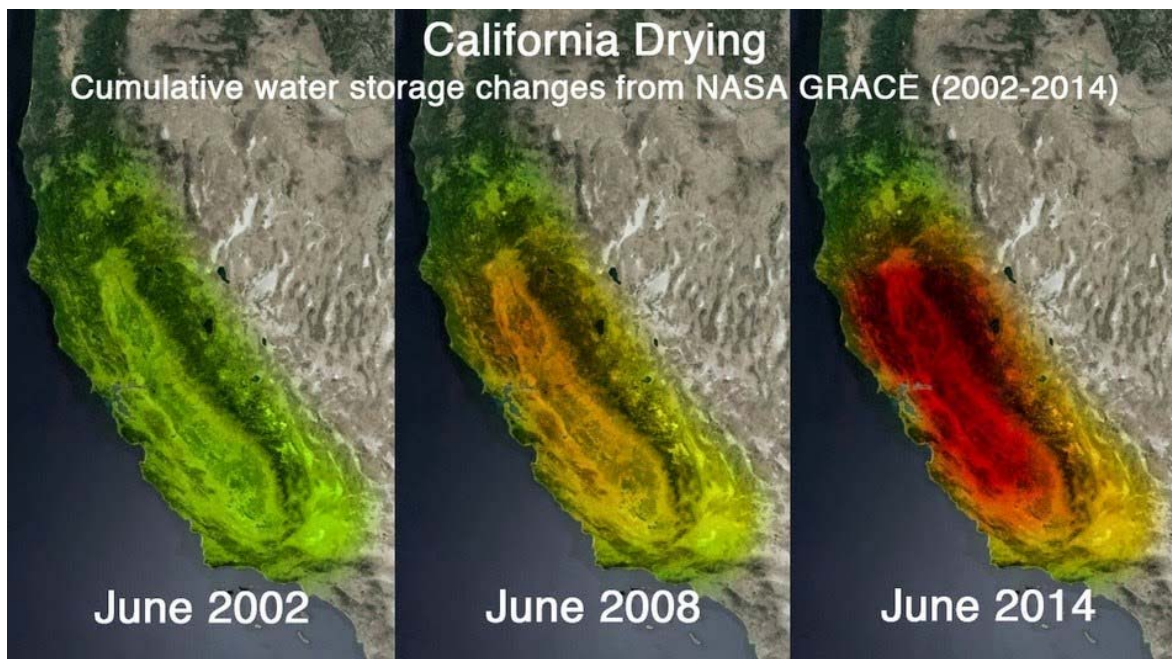 California Drying
Cumulative water storage changes from NASA GRACE (2002-2014)
June 2002
June 2008
June 2014